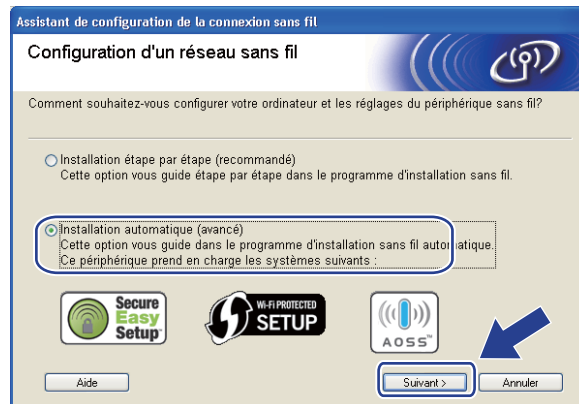 Assistant de configuration de la connexion sans fil
Configuration d'un réseau sans fil
Comment souhaitez-vous configurer votre ordinateur et les réglages du périphérique sans fil?
Installation étape par étape (recommandé)
Cette option vous guide étape par étape dans le programme d'installation sans fil.
Installation automatique (avancé)
Cette option vous guide dans le programme d'installation sans fil automatique.
Ce périphérique prend en charge les systèmes suivants :
Secure
Easy
Setup™
WI-FI PROTECTED
SETUP
AOSS™
Aide
Suivant >
Annuler